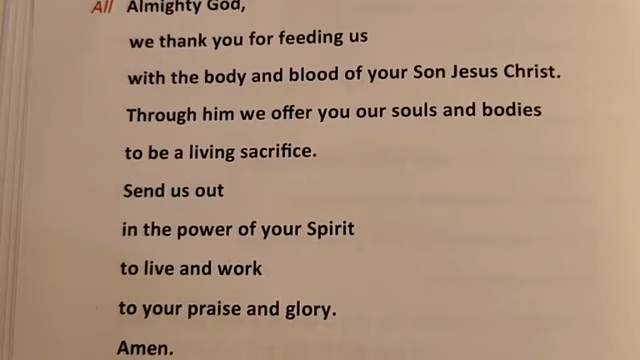 All Almighty God,
we thank you for feeding us
with the body and blood of your Son Jesus Christ.
Through him we offer you our souls and bodies
to be a living sacrifice.
Send us out
in the power of your Spirit
to live and work
to your praise and glory.
Amen.